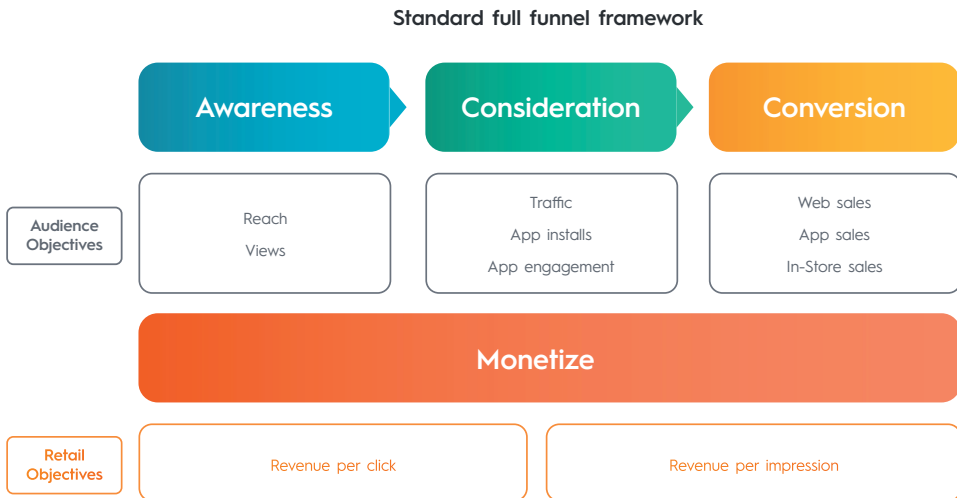 Standard full funnel framework
Awareness
Consideration
Conversion
Audience
Objectives
Reach
Views
Traffic
App installs
App engagement
Web sales
App sales
In-Store sales
Monetize
Retail
Objectives
Revenue per click
Revenue per impression